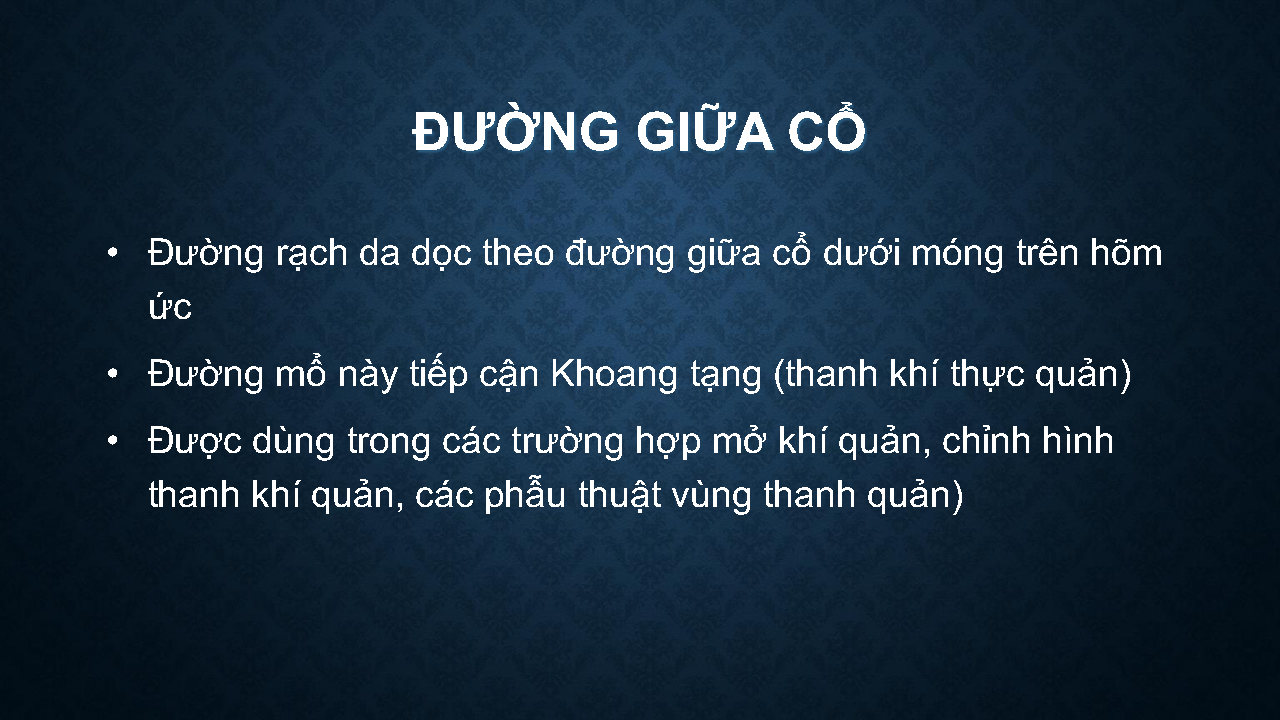 ĐƯỜNG GIỮA CỔ
• Đường rạch da dọc theo đường giữa cổ dưới móng trên hõm
ức
• Đường mổ này tiếp cận Khoang tạng (thanh khí thực quản)
• Được dùng trong các trường hợp mở khí quản, chỉnh hình
thanh khí quản, các phẫu thuật vùng thanh quản)